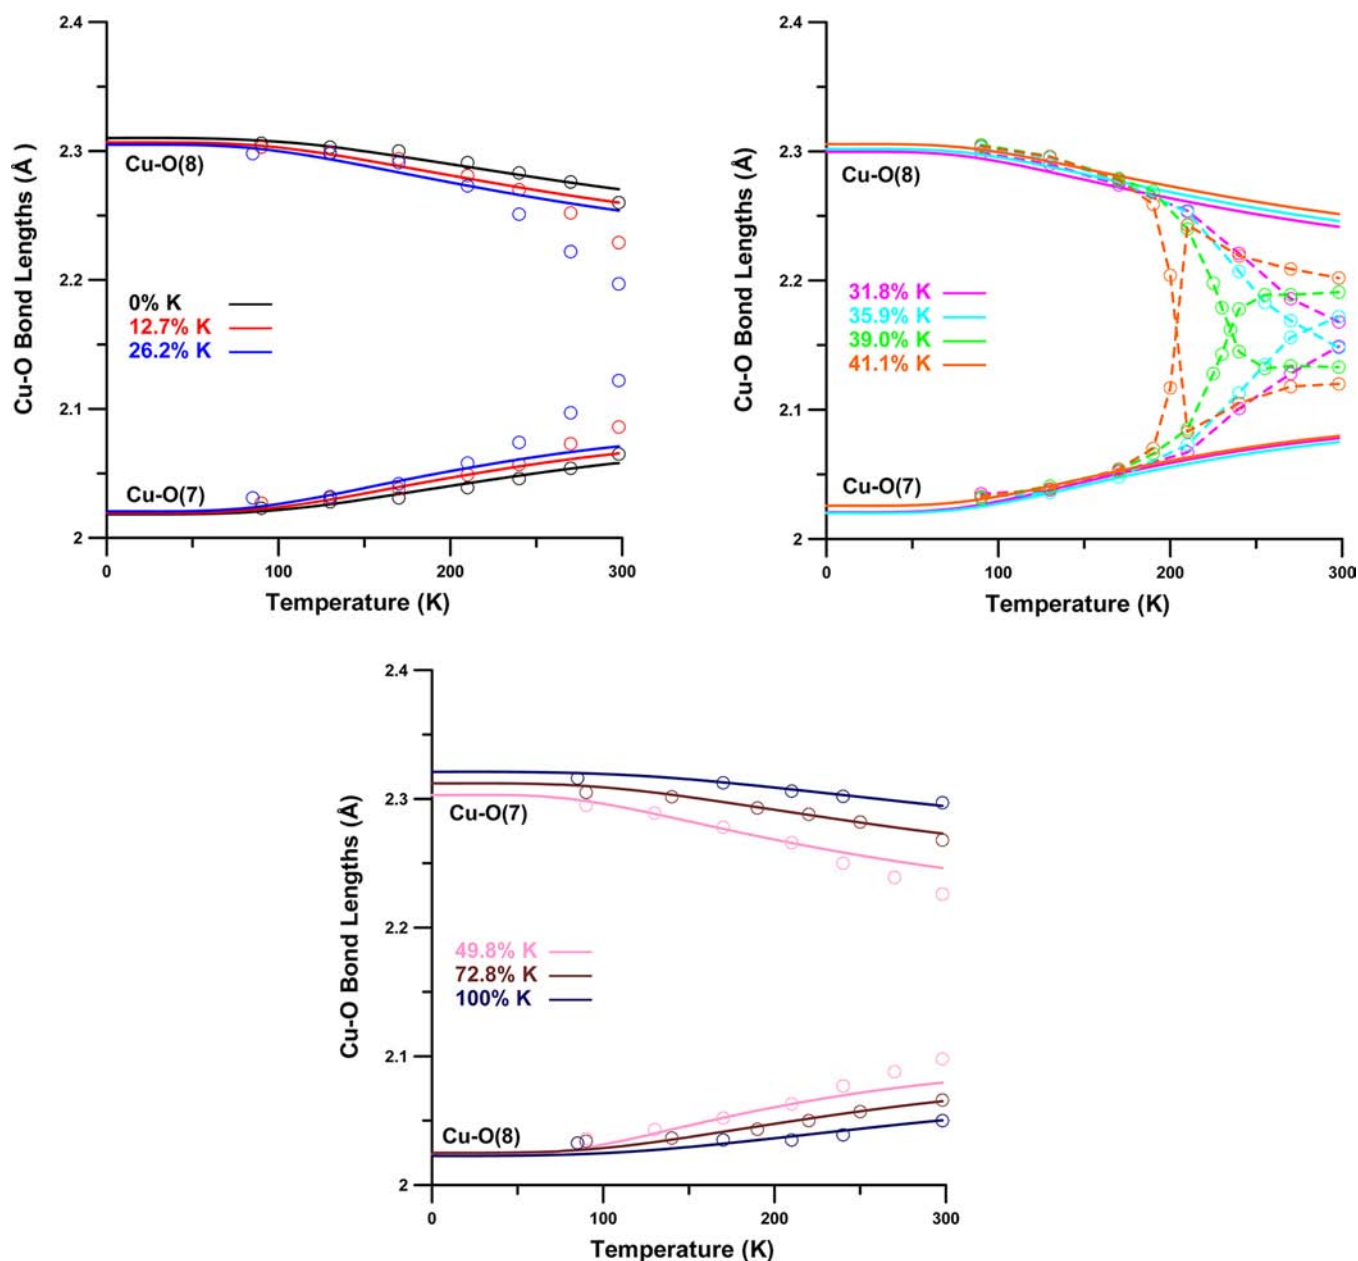 2.4
2.3
2.2
2.1
2
Cu-O Bond Lengths (Å)
Cu-O(8)
0% K
12.7% K
26.2% K
Cu-O(7)
0
100
200
300
Temperature (K)
2.4
2.3
2.2
2.1
2
Cu-O Bond Lengths (Å)
Cu-O(8)
31.8% K
35.9% K
39.0% K
41.1% K
Cu-O(7)
0
100
200
300
Temperature (K)
2.4
2.3
2.2
2.1
2
Cu-O Bond Lengths (Å)
Cu-O(7)
49.8% K
72.8% K
100% K
Cu-O(8)
0
100
200
300
Temperature (K)